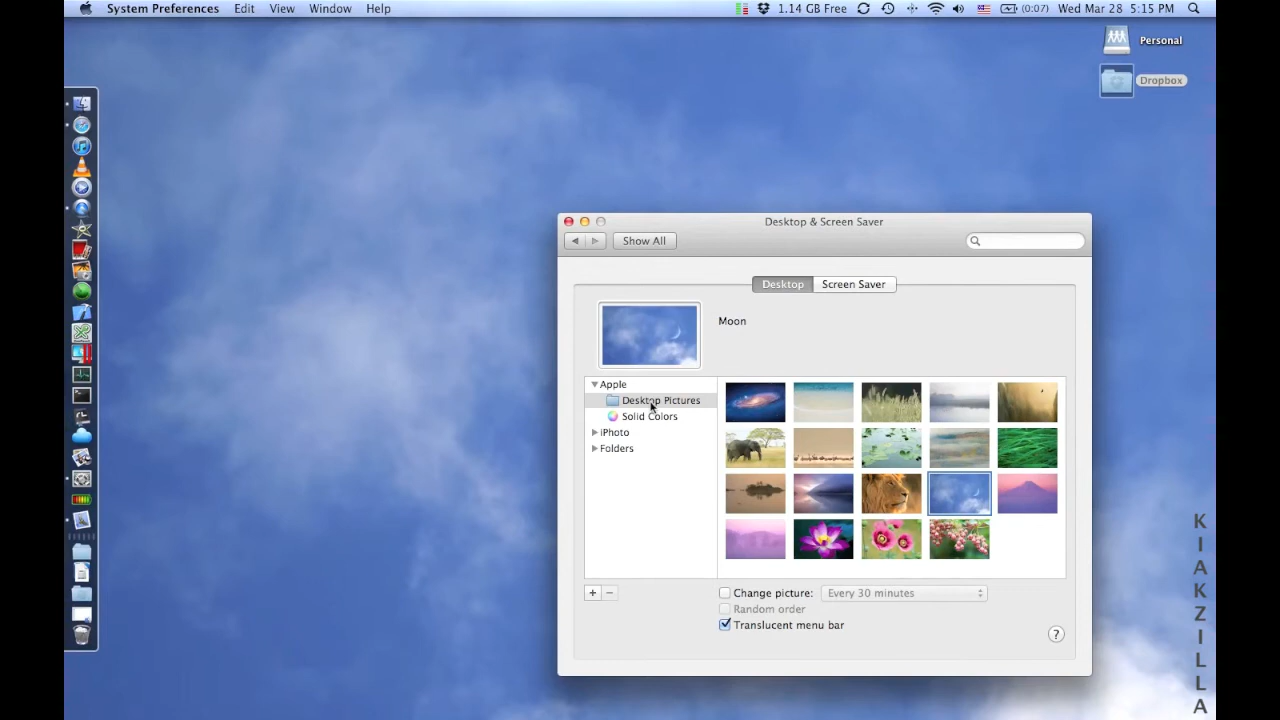 System Preferences Edit View Window Help 1.14 GB Free (0:07) Wed Mar 28 5:15 PM
Personal
Dropbox
Desktop & Screen Saver
Show All
Desktop Screen Saver
Moon
Apple
Desktop Pictures
Solid Colors
iPhoto
Folders
+ −
Change picture: Every 30 minutes
Random order
Translucent menu bar
?
KIAKZILLA